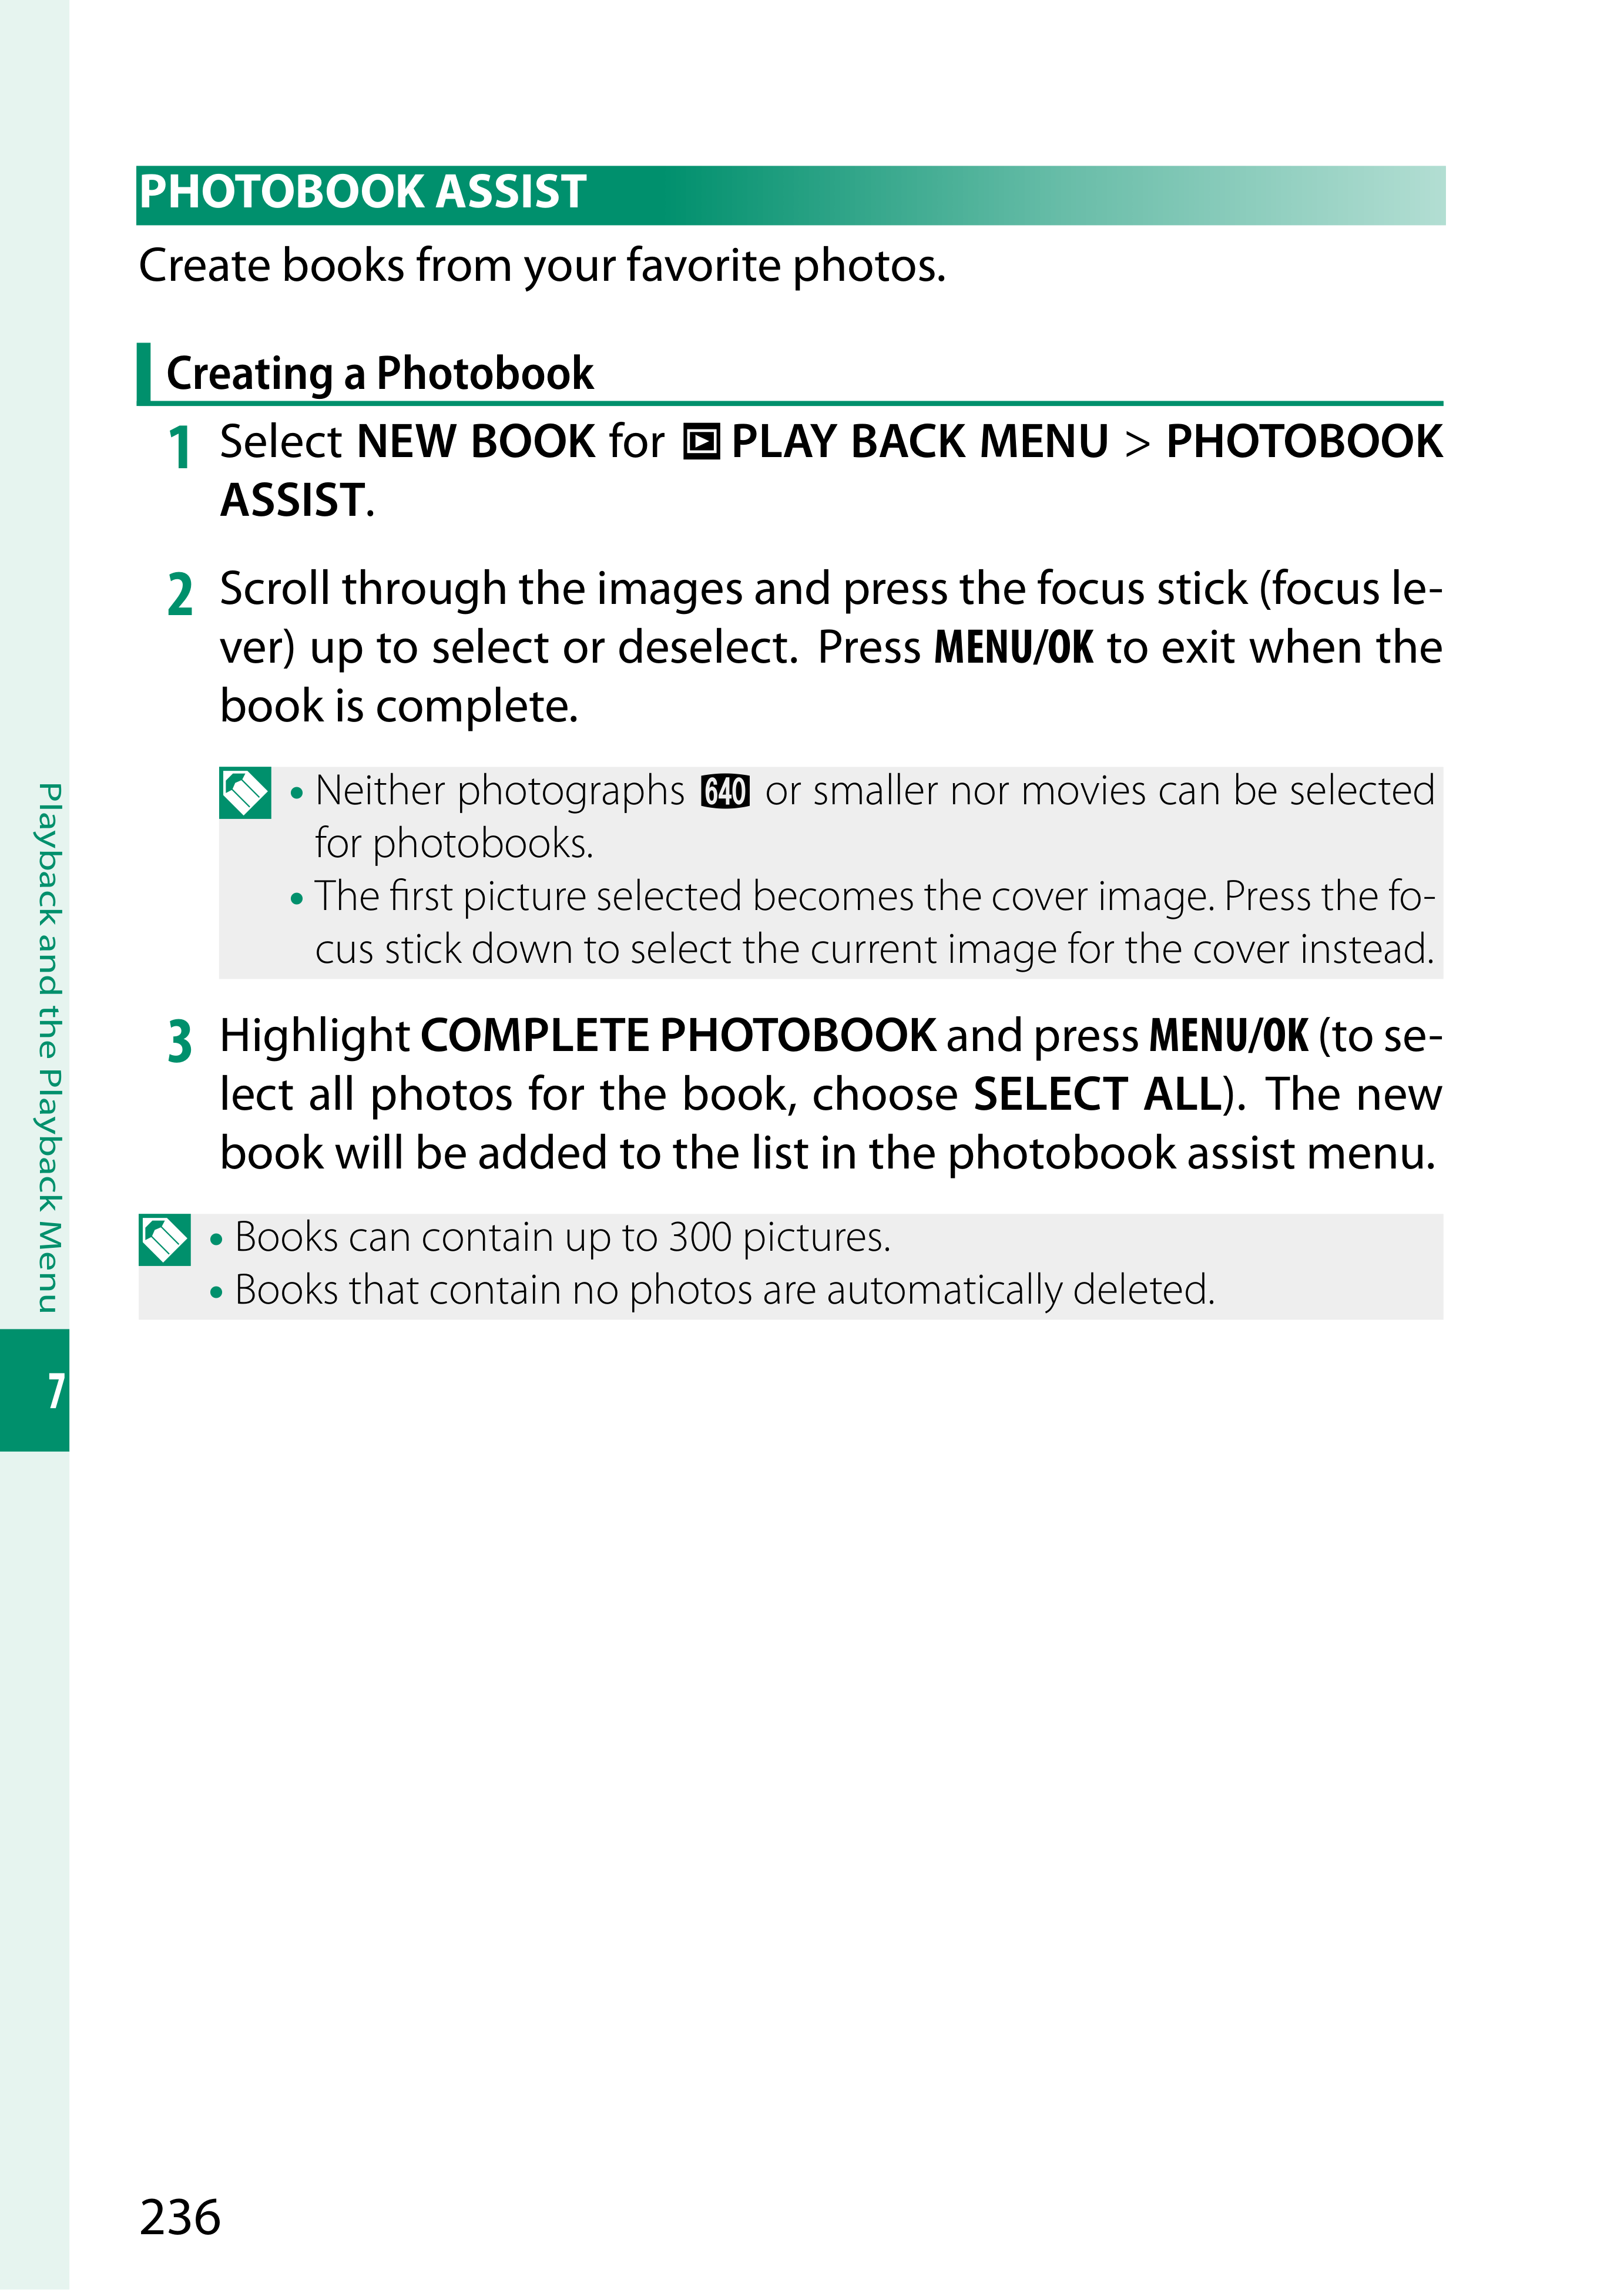 PHOTOBOOK ASSIST
Create books from your favorite photos.
Creating a Photobook
1 Select NEW BOOK for PLAY BACK MENU > PHOTOBOOK
ASSIST.
2 Scroll through the images and press the focus stick (focus le-
ver) up to select or deselect. Press MENU/OK to exit when the
book is complete.
• Neither photographs 640 or smaller nor movies can be selected
for photobooks.
• The first picture selected becomes the cover image. Press the fo-
cus stick down to select the current image for the cover instead.
3 Highlight COMPLETE PHOTOBOOK and press MENU/OK (to se-
lect all photos for the book, choose SELECT ALL). The new
book will be added to the list in the photobook assist menu.
• Books can contain up to 300 pictures.
• Books that contain no photos are automatically deleted.
Playback and the Playback Menu
7
236